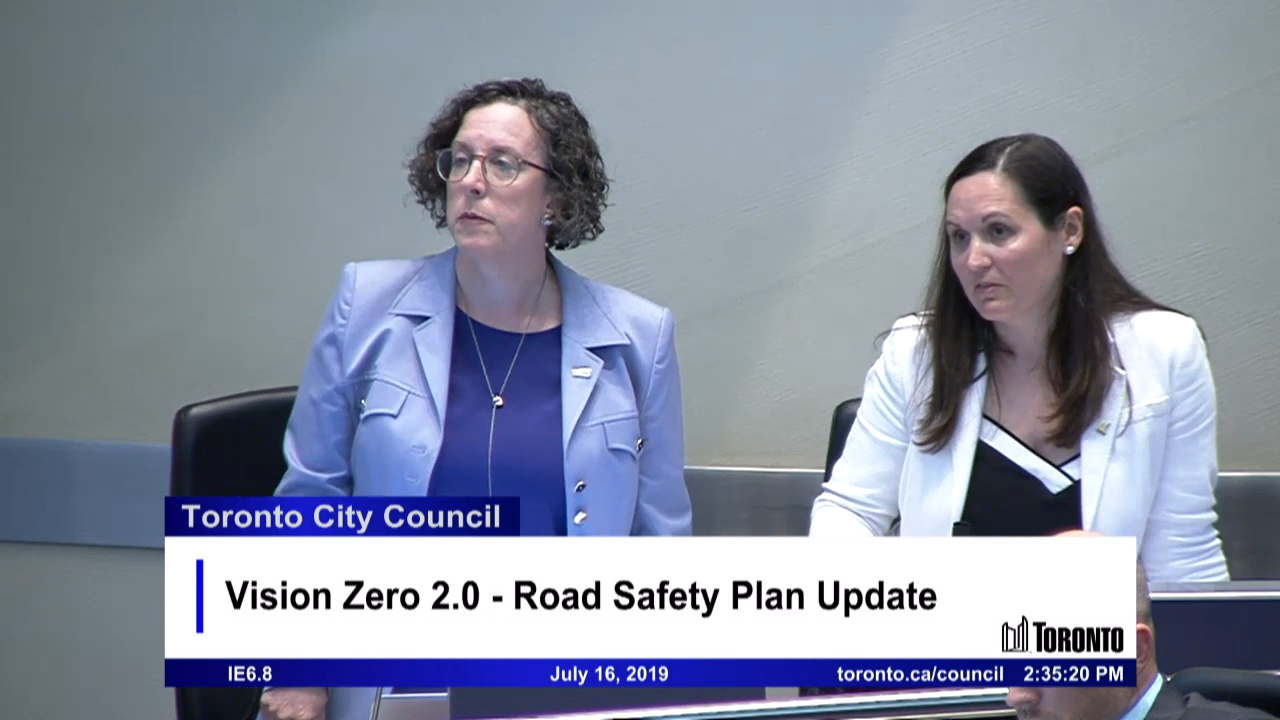 Toronto City Council
Vision Zero 2.0 - Road Safety Plan Update
TORONTO
IE6.8 July 16, 2019 toronto.ca/council 2:35:20 PM